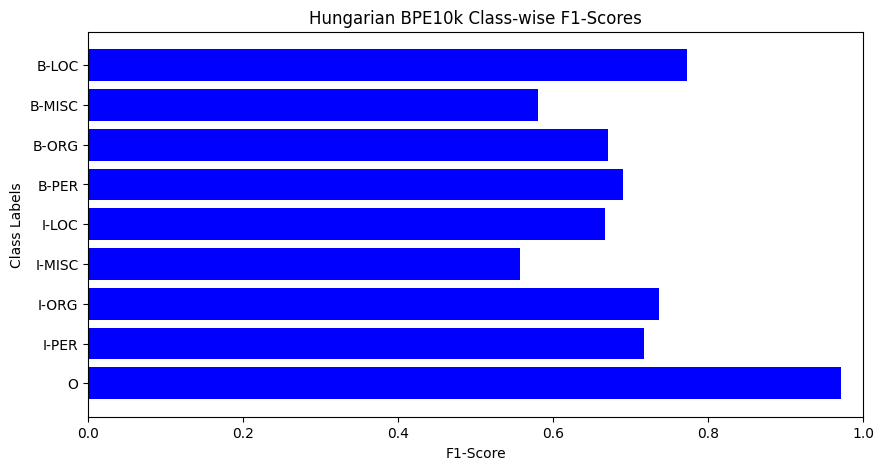 Hungarian BPE10k Class-wise F1-Scores
Class Labels
B-LOC
B-MISC
B-ORG
B-PER
I-LOC
I-MISC
I-ORG
I-PER
O
0.0 0.2 0.4 0.6 0.8 1.0
F1-Score